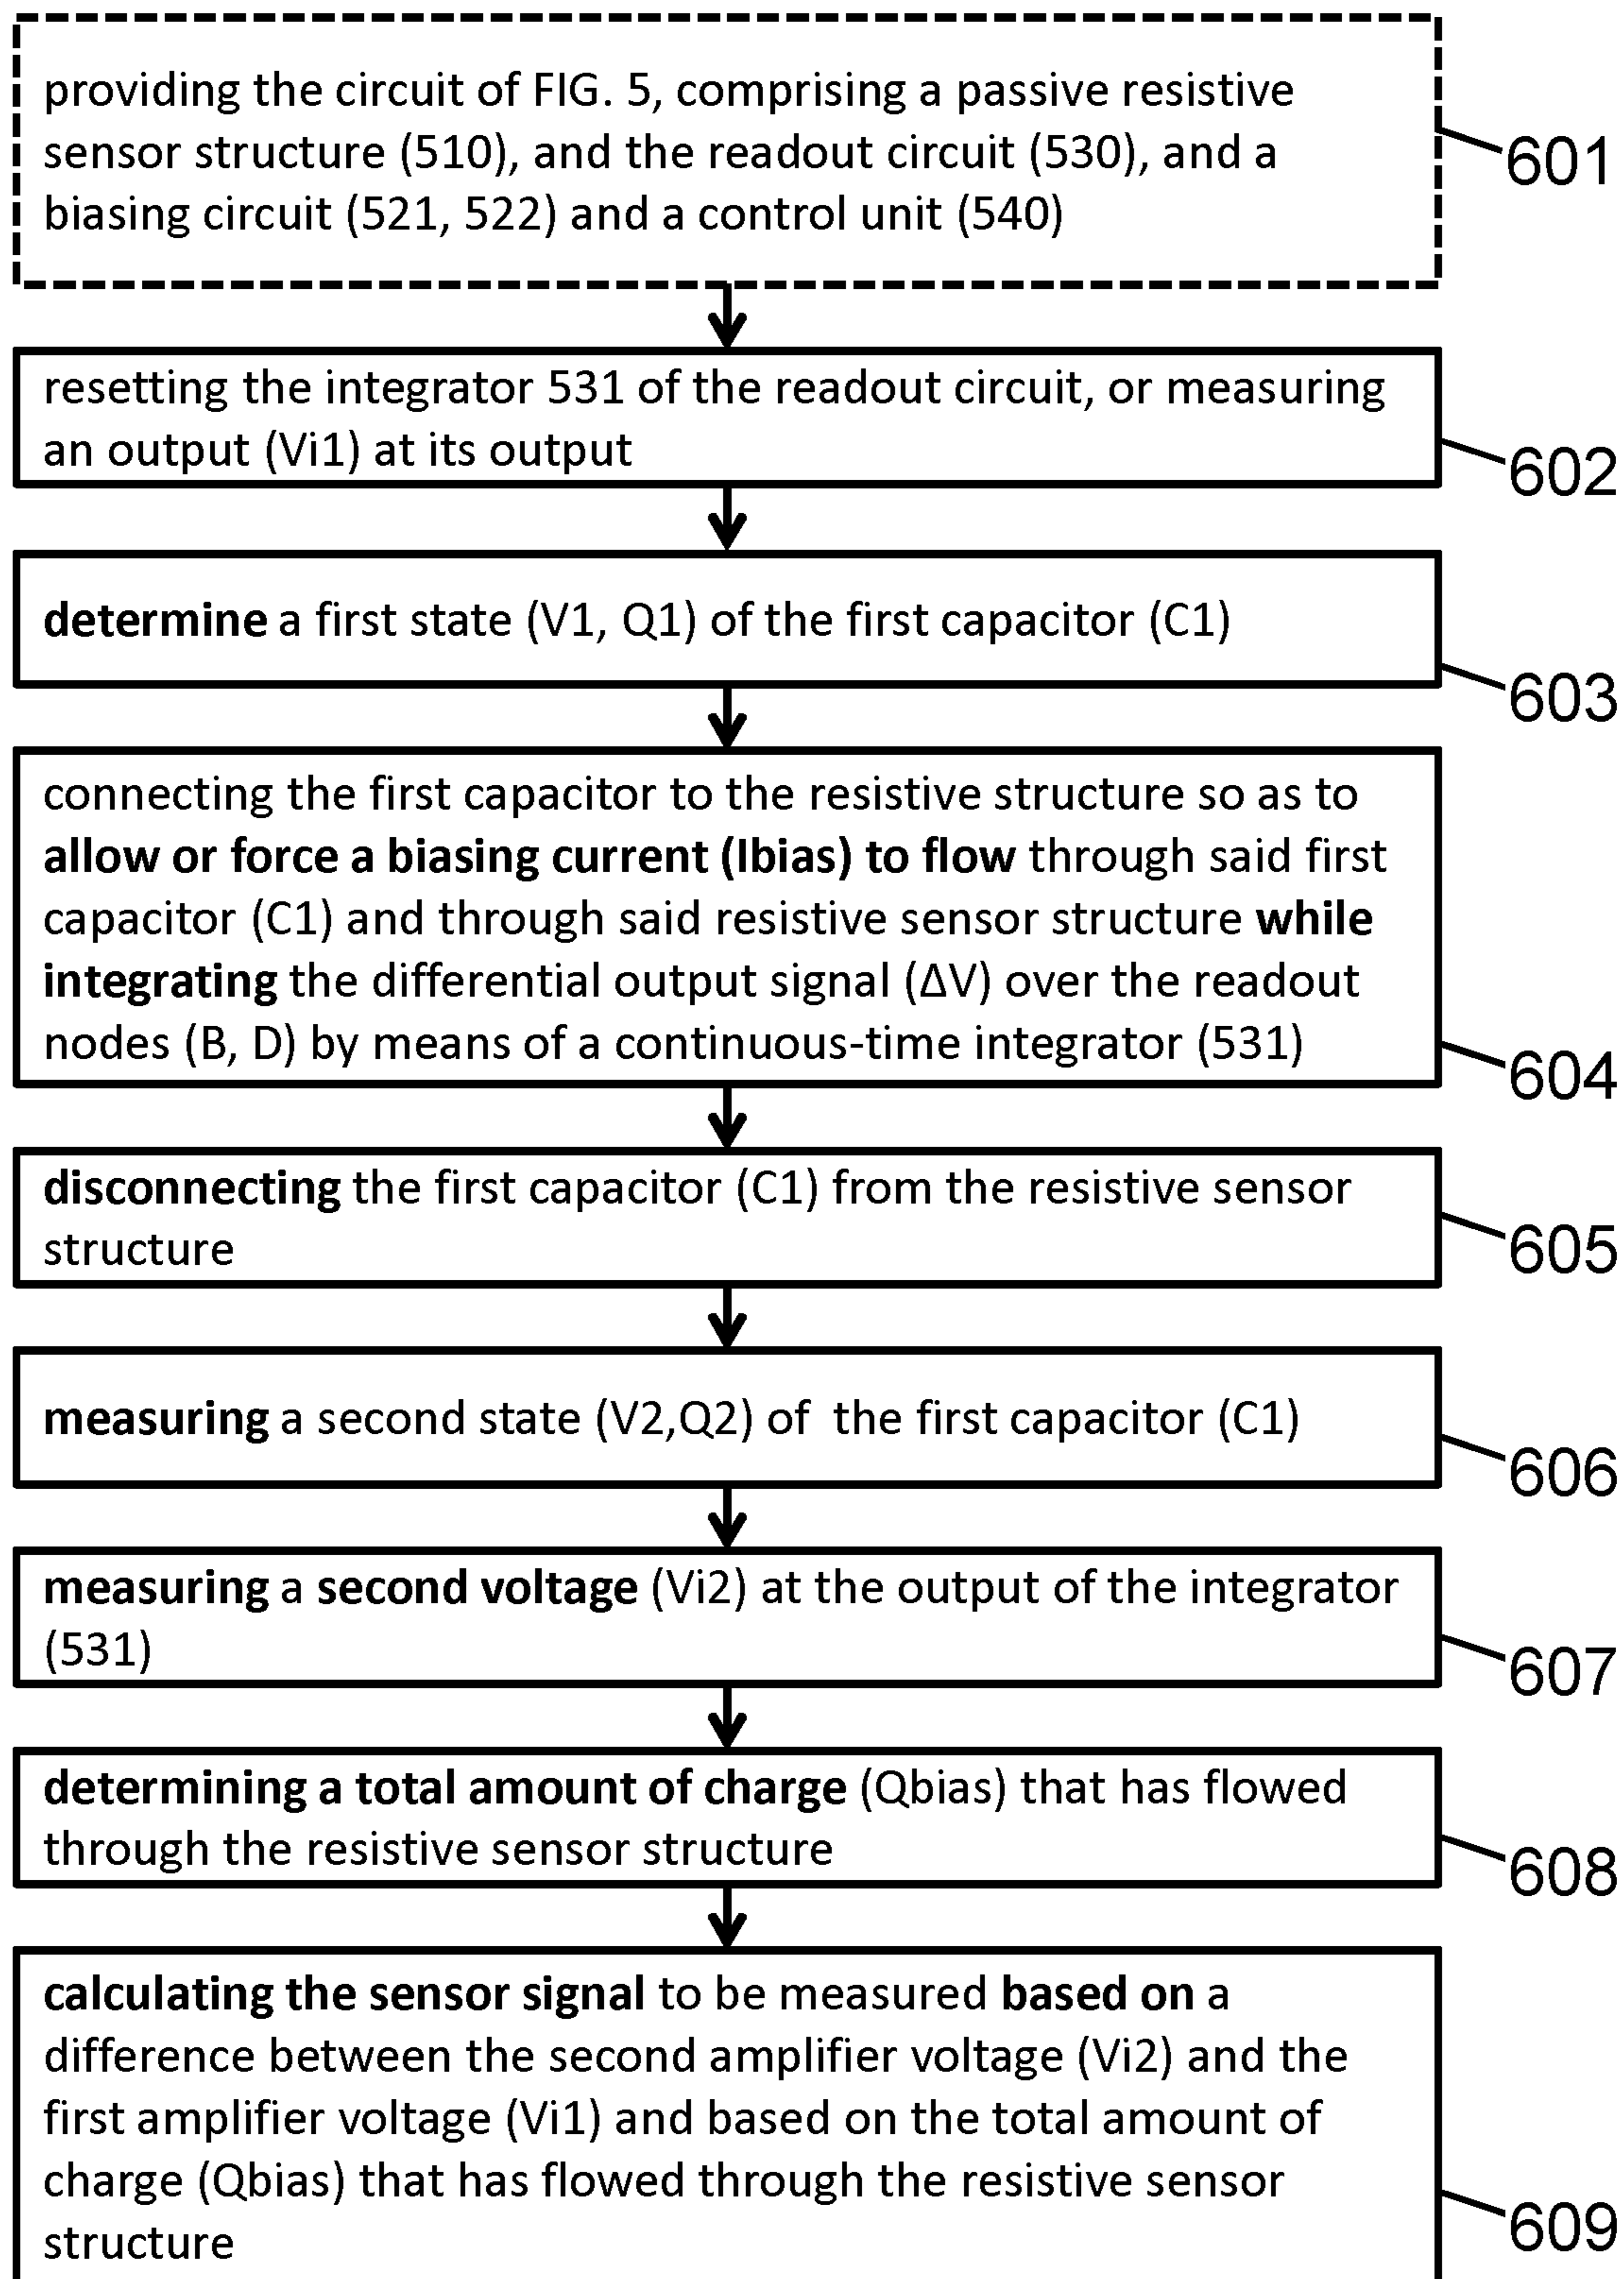 providing the circuit of FIG. 5, comprising a passive resistive
sensor structure (510), and the readout circuit (530), and a
biasing circuit (521, 522) and a control unit (540)
601
resetting the integrator 531 of the readout circuit, or measuring
an output (Vi1) at its output
602
determine a first state (V1, Q1) of the first capacitor (C1)
603
connecting the first capacitor to the resistive structure so as to
allow or force a biasing current (Ibias) to flow through said first
capacitor (C1) and through said resistive sensor structure while
integrating the differential output signal (ΔV) over the readout
nodes (B, D) by means of a continuous-time integrator (531)
604
disconnecting the first capacitor (C1) from the resistive sensor
structure
605
measuring a second state (V2,Q2) of the first capacitor (C1)
606
measuring a second voltage (Vi2) at the output of the integrator
(531)
607
determining a total amount of charge (Qbias) that has flowed
through the resistive sensor structure
608
calculating the sensor signal to be measured based on a
difference between the second amplifier voltage (Vi2) and the
first amplifier voltage (Vi1) and based on the total amount of
charge (Qbias) that has flowed through the resistive sensor
structure
609